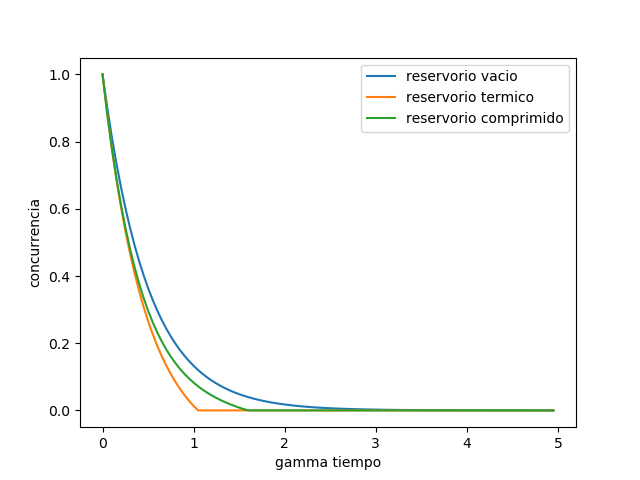 reservorio vacio
reservorio termico
reservorio comprimido
1.0
0.8
0.6
0.4
0.2
0.0
concurrencia
0 1 2 3 4 5
gamma tiempo